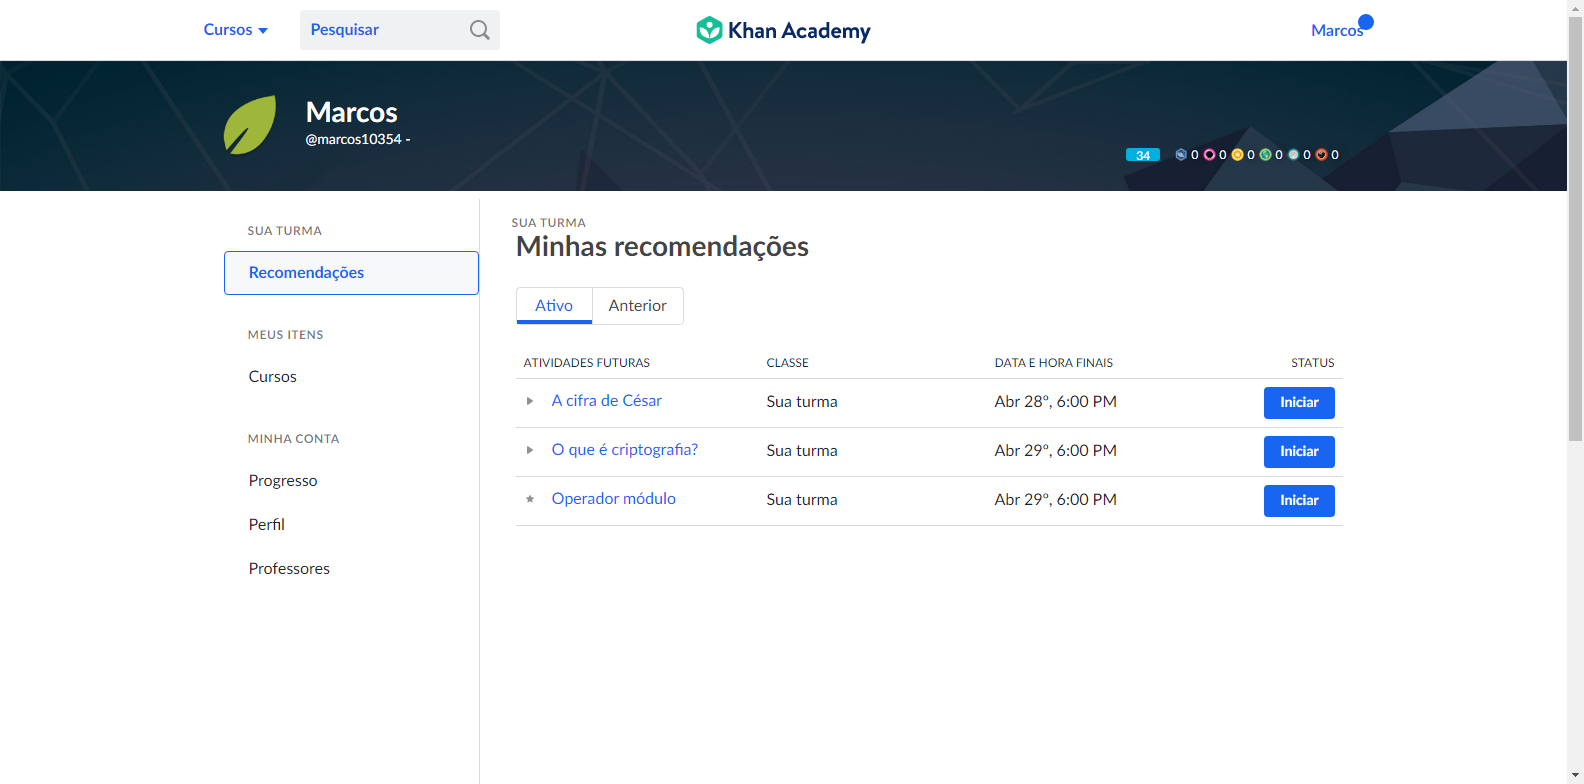 Cursos
Pesquisar
Khan Academy
Marcos
Marcos
@marcos10354 -
34 0 0 0 0 0 0
SUA TURMA
Recomendações
MEUS ITENS
Cursos
MINHA CONTA
Progresso
Perfil
Professores
SUA TURMA
Minhas recomendações
Ativo Anterior
ATIVIDADES FUTURAS CLASSE DATA E HORA FINAIS STATUS
A cifra de César Sua turma Abr 28º, 6:00 PM Iniciar
O que é criptografia? Sua turma Abr 29º, 6:00 PM Iniciar
Operador módulo Sua turma Abr 29º, 6:00 PM Iniciar